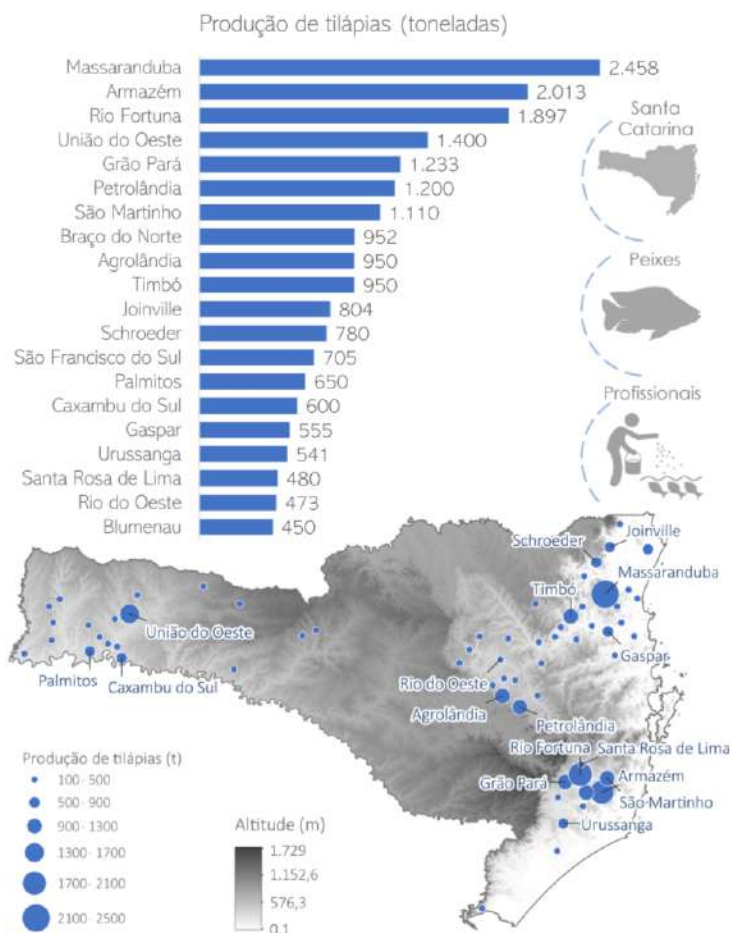 Produção de tilápias (toneladas)
Massaranduba 2.458
Armazém 2.013
Rio Fortuna 1.897
União do Oeste 1.400
Grão Pará 1.233
Petrolândia 1.200
São Martinho 1.110
Braço do Norte 952
Agrolândia 950
Timbó 950
Joinville 804
Schroeder 780
São Francisco do Sul 705
Palmitos 650
Caxambu do Sul 600
Gaspar 555
Urussanga 541
Santa Rosa de Lima 480
Rio do Oeste 473
Blumenau 450
Santa
Catarina
Peixes
Profissionais
Joinville
Schroeder
Massaranduba
Timbó
União do Oeste
Gaspar
Palmitos
Caxambu do Sul
Rio do Oeste
Agrolândia
Petrolândia
Rio Fortuna
Santa Rosa de Lima
Grão Pará
Armazém
São Martinho
Urussanga
Produção de tilápias (t)
100 - 500
500 - 900
900 - 1300
1300 - 1700
1700 - 2100
2100 - 2500
Altitude (m)
1.729
1.152,6
576,3
0.1